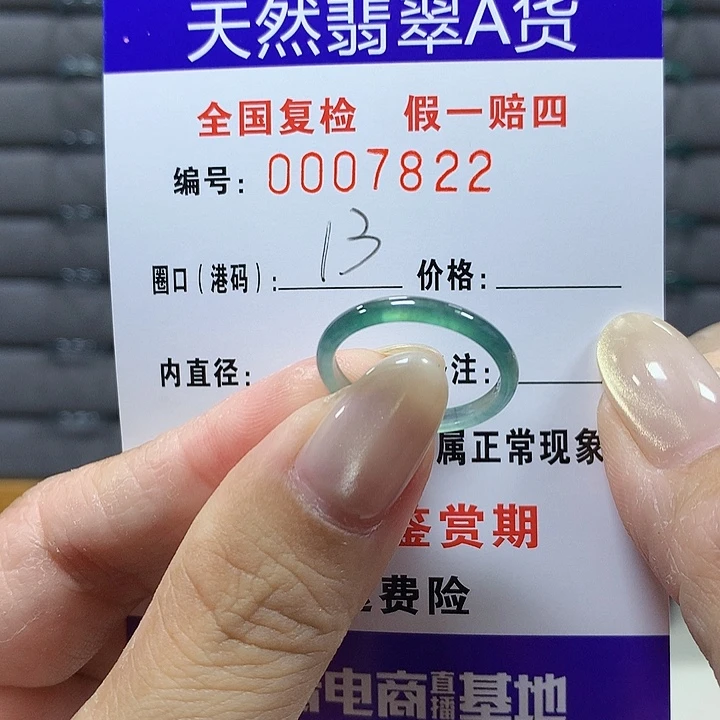 天然翡翠A货
全国复检 假一赔四
编号: 0007822
圈口(港码): 13 价格:
内直径: 注:
属正常现象
鉴赏期
费险
电商直播基地